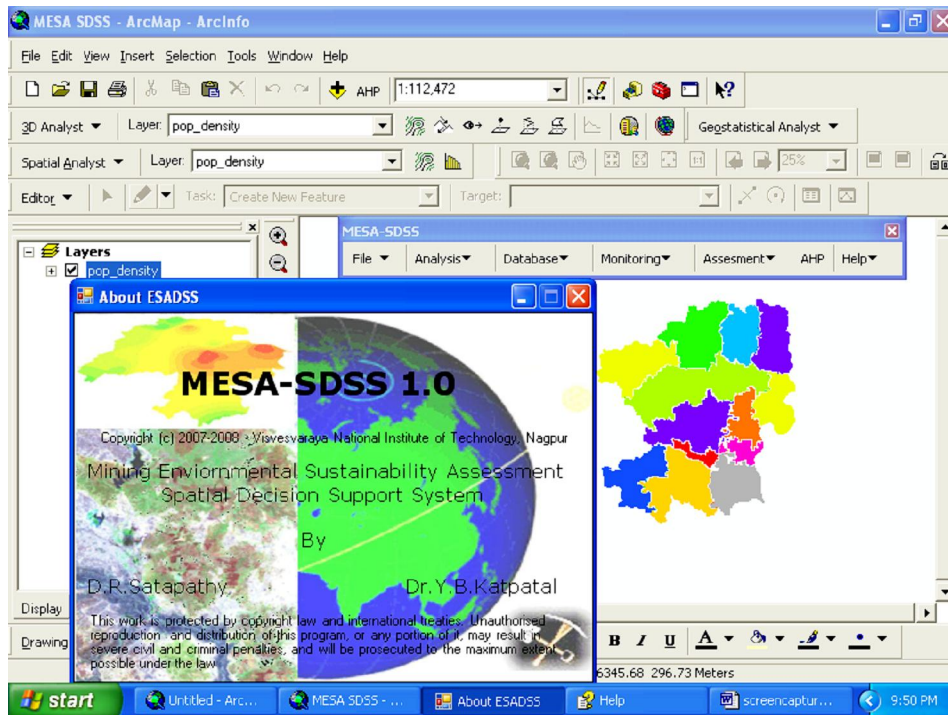 MESA SDSS - ArcMap - ArcInfo
File Edit View Insert Selection Tools Window Help
AHP 1:112,472
3D Analyst Layer: pop_density Geostatistical Analyst
Spatial Analyst Layer: pop_density 25%
Editor Task: Create New Feature Target:
MESA-SDSS
Layers
File Analysis Database Monitoring Assesment AHP Help
pop_density
About ESADSS
MESA-SDSS 1.0
Copyright (c) 2007-2008 - Visvesvaraya National Institute of Technology, Nagpur
Mining Enviornmental Sustainability Assessment
Spatial Decision Support System
By
D.R.Satapathy Dr.Y.B.Katpatal
This work is protected by copyright law and international treaties. Unauthorised
reproduction and distribution of this program, or any portion of it, may result in
severe civil and criminal penalties, and will be prosecuted to the maximum extent
possible under the law
Display
Drawing B I U A
6345.68 296.73 Meters
start Untitled - Arc... MESA SDSS - ... About ESADSS Help screencaptur... 9:50 PM